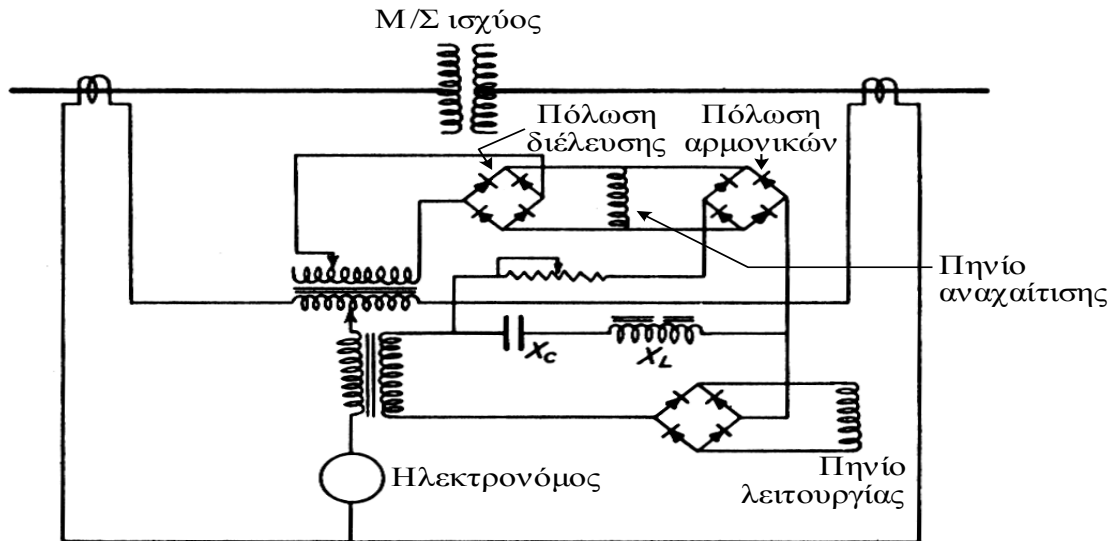 Μ/Σ ισχύος
Πόλωση
διέλευσης
Πόλωση
αρμονικών
Πηνίο
αναχαίτισης
Xc
XL
Ηλεκτρονόμος
Πηνίο
λειτουργίας